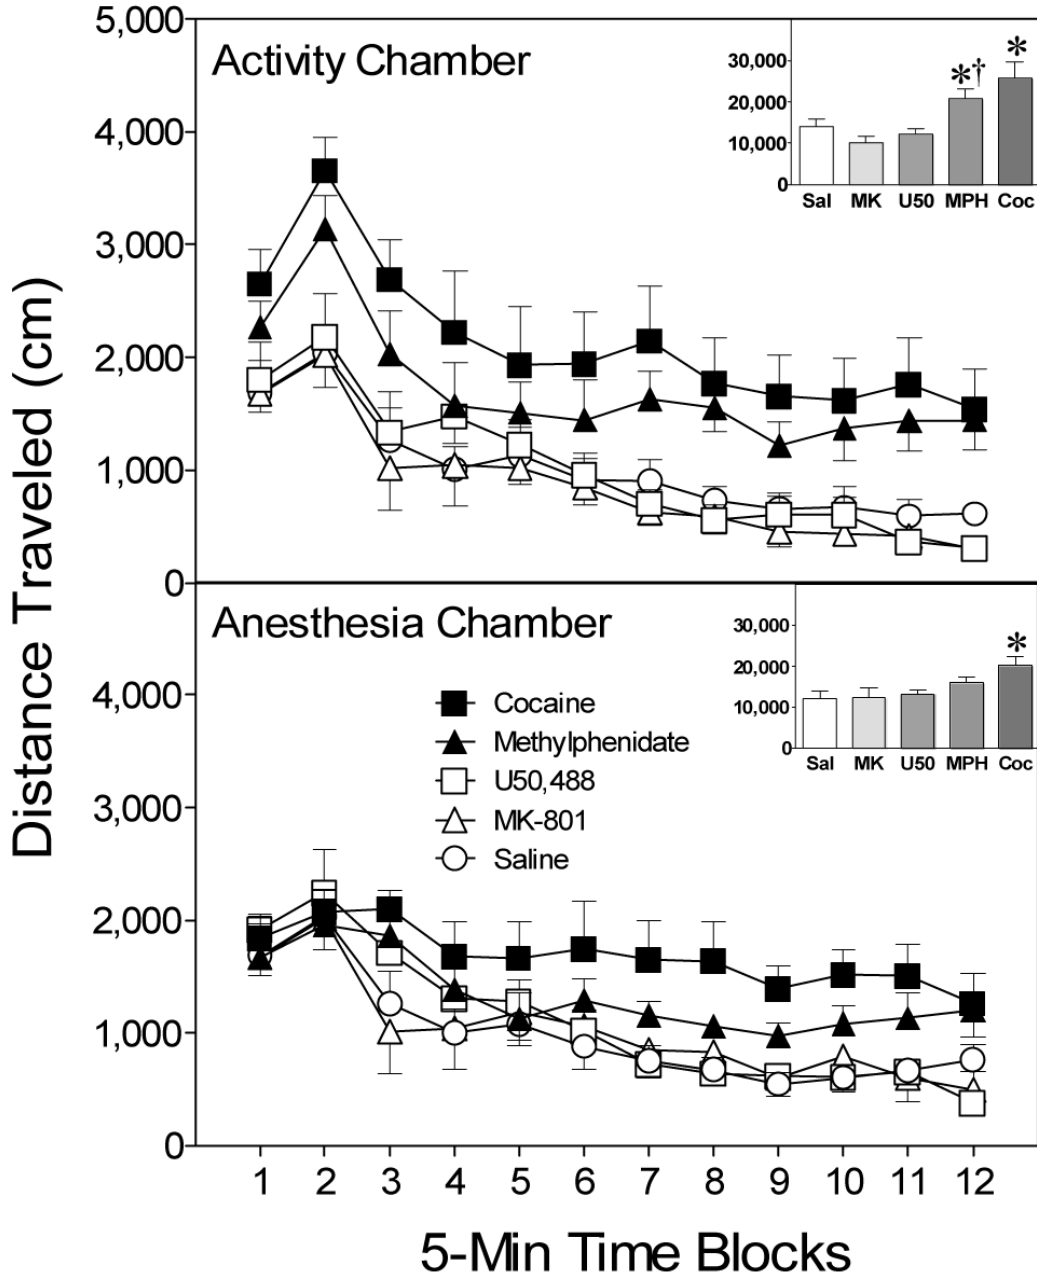 Distance Traveled (cm)
5,000
4,000
3,000
2,000
1,000
0
Activity Chamber
30,000
20,000
10,000
0
*† *
Sal MK U50 MPH Coc
Anesthesia Chamber
4,000
3,000
2,000
1,000
0
Cocaine
Methylphenidate
U50,488
MK-801
Saline
30,000
20,000
10,000
0
*
Sal MK U50 MPH Coc
1 2 3 4 5 6 7 8 9 10 11 12
5-Min Time Blocks